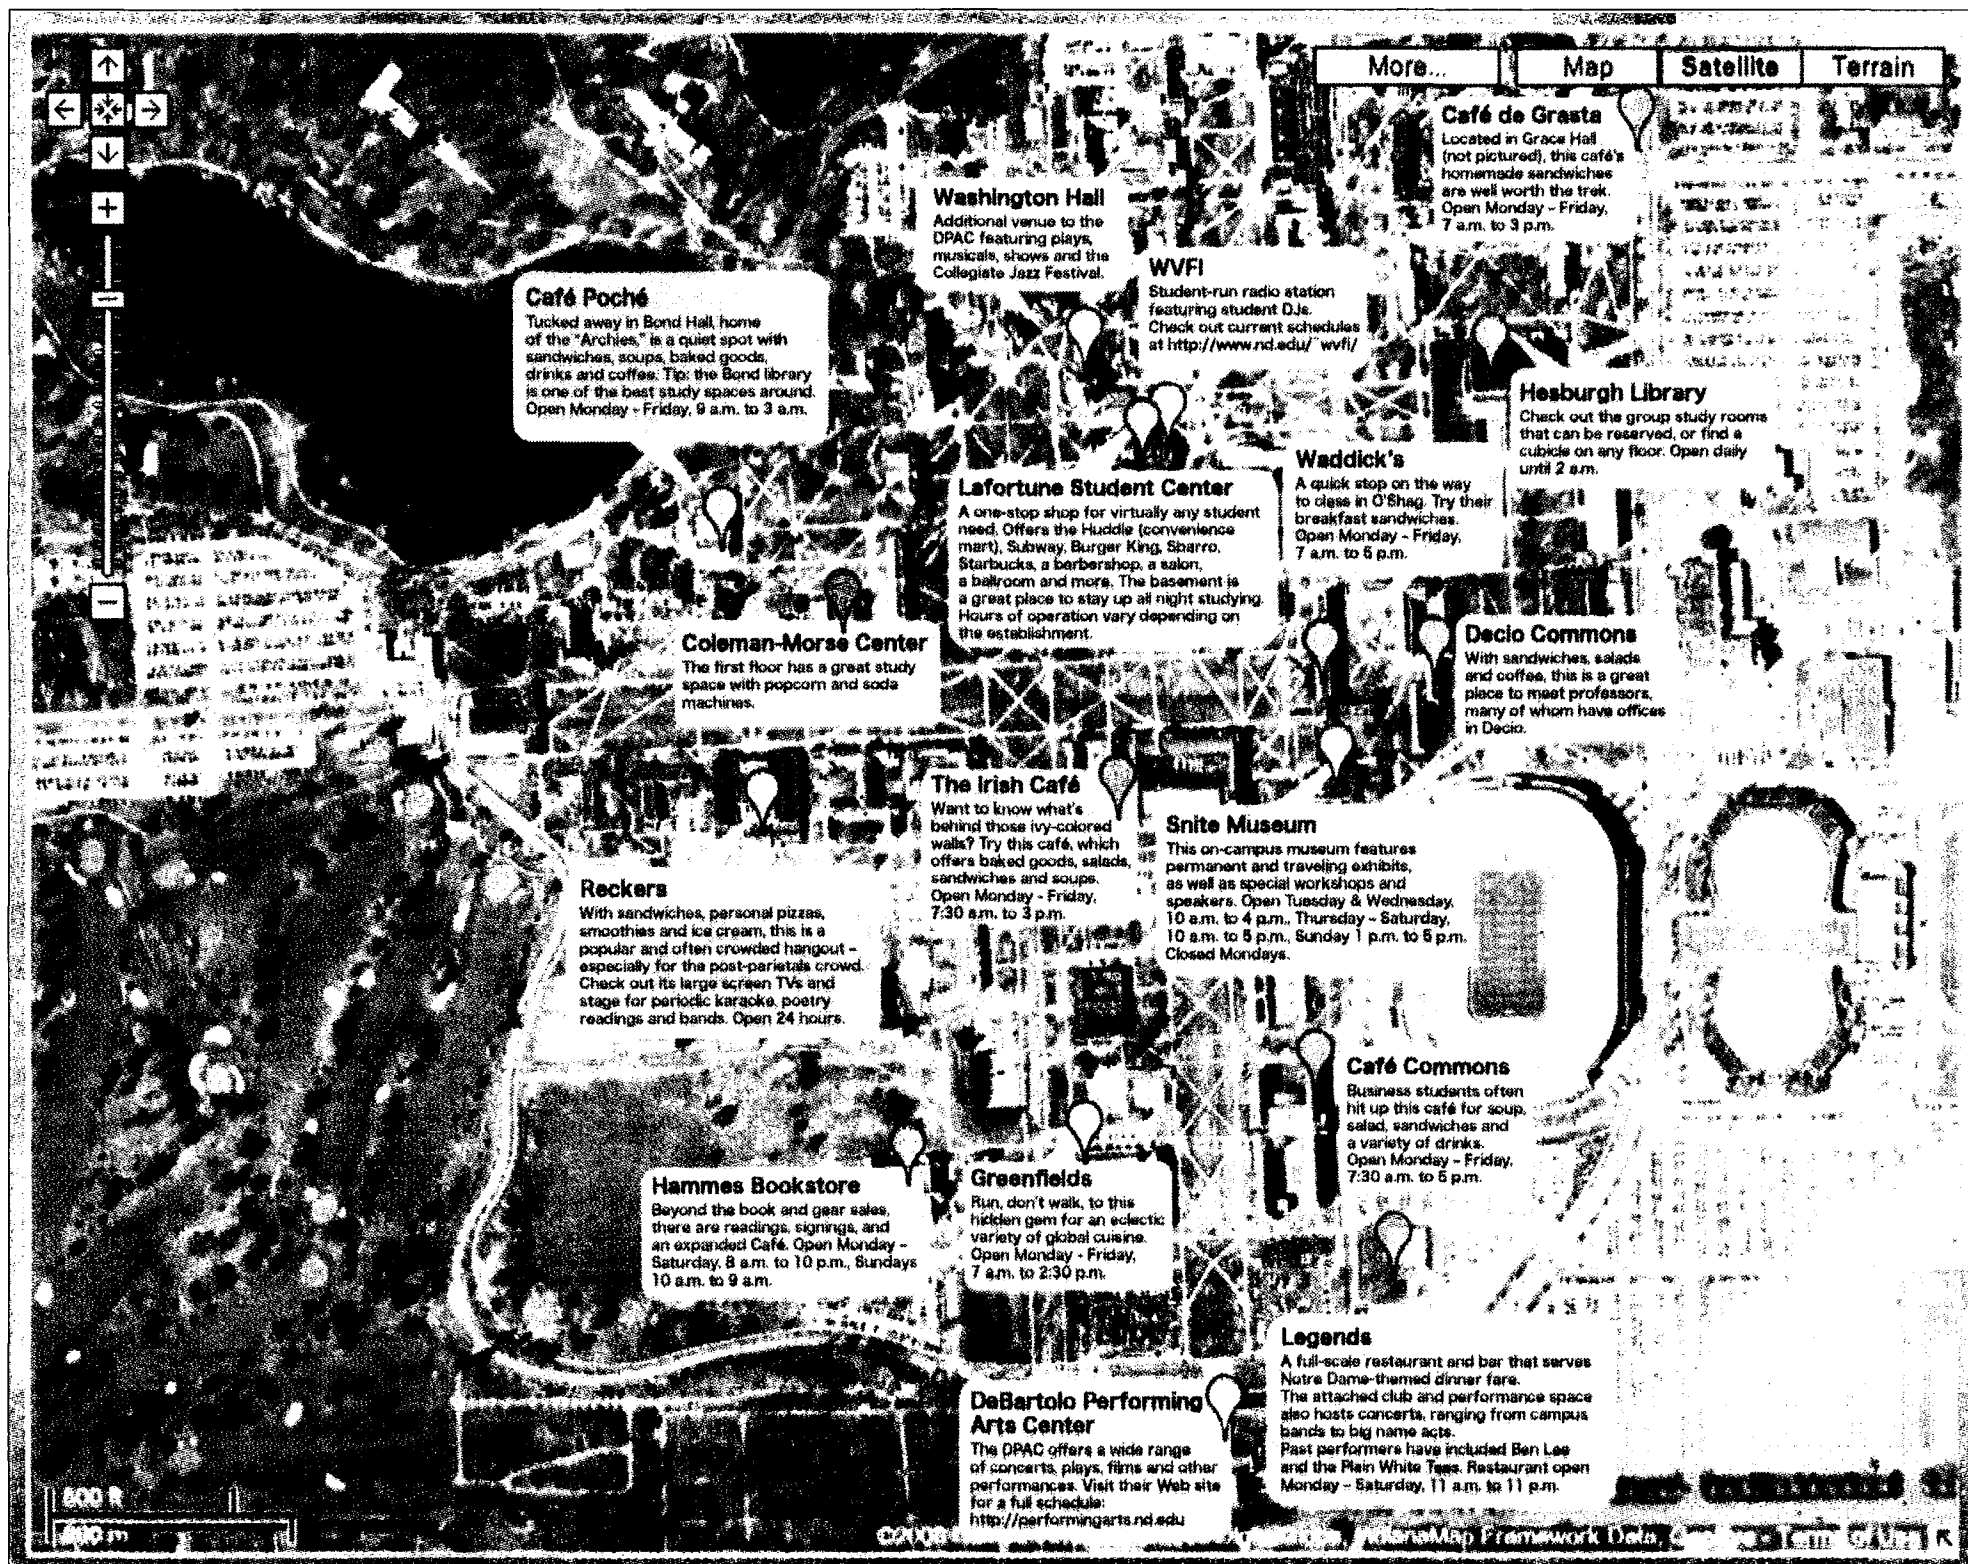 More...
Map
Satellite
Terrain
Café de Grasta
Located in Grace Hall
(not pictured), this café's
homemade sandwiches
are well worth the trek.
Open Monday - Friday,
7 a.m. to 3 p.m.
Washington Hall
Additional venue to the
DPAC featuring plays,
musicals, shows and the
Collegiate Jazz Festival.
WVFI
Student-run radio station
featuring student DJs.
Check out current schedules
at http://www.nd.edu/~wvfi/
Café Poché
Tucked away in Bond Hall, home
of the "Archies," is a quiet spot with
sandwiches, soups, baked goods,
drinks and coffee. Tip: the Bond library
is one of the best study spaces around.
Open Monday - Friday, 9 a.m. to 3 a.m.
Hesburgh Library
Check out the group study rooms
that can be reserved, or find a
cubicle on any floor. Open daily
until 2 a.m.
Waddick's
A quick stop on the way
to class in O'Shag. Try their
breakfast sandwiches.
Open Monday - Friday,
7 a.m. to 5 p.m.
Lafortune Student Center
A one-stop shop for virtually any student
need. Offers the Huddle (convenience
mart), Subway, Burger King, Sbarro,
Starbucks, a barbershop, a salon,
a ballroom and more. The basement is
a great place to stay up all night studying.
Hours of operation vary depending on
the establishment.
Coleman-Morse Center
The first floor has a great study
space with popcorn and soda
machines.
Decio Commons
With sandwiches, salads
and coffee, this is a great
place to meet professors,
many of whom have offices
in Decio.
The Irish Café
Want to know what's
behind those ivy-colored
walls? Try this café, which
offers baked goods, salads,
sandwiches and soups.
Open Monday - Friday,
7:30 a.m. to 3 p.m.
Snite Museum
This on-campus museum features
permanent and traveling exhibits,
as well as special workshops and
speakers. Open Tuesday & Wednesday,
10 a.m. to 4 p.m., Thursday - Saturday,
10 a.m. to 5 p.m., Sunday 1 p.m. to 5 p.m.
Closed Mondays.
Reckers
With sandwiches, personal pizzas,
smoothies and ice cream, this is a
popular and often crowded hangout -
especially for the post-parietals crowd.
Check out its large screen TVs and
stage for periodic karaoke, poetry
readings and bands. Open 24 hours.
Café Commons
Business students often
hit up this café for soup,
salad, sandwiches and
a variety of drinks.
Open Monday - Friday,
7:30 a.m. to 5 p.m.
Hammes Bookstore
Beyond the book and gear sales,
there are readings, signings, and
an expanded Café. Open Monday -
Saturday, 8 a.m. to 10 p.m., Sundays
10 a.m. to 9 a.m.
Greenfields
Run, don't walk, to this
hidden gem for an eclectic
variety of global cuisine.
Open Monday - Friday,
7 a.m. to 2:30 p.m.
Legends
A full-scale restaurant and bar that serves
Notre Dame-themed dinner fare.
The attached club and performance space
also hosts concerts, ranging from campus
bands to big name acts.
Past performers have included Ben Lee
and the Plain White Tees. Restaurant open
Monday - Saturday, 11 a.m. to 11 p.m.
DeBartolo Performing
Arts Center
The DPAC offers a wide range
of concerts, plays, films and other
performances. Visit their Web site
for a full schedule:
http://performingarts.nd.edu
IndianaMap Framework Data, Terms of Use